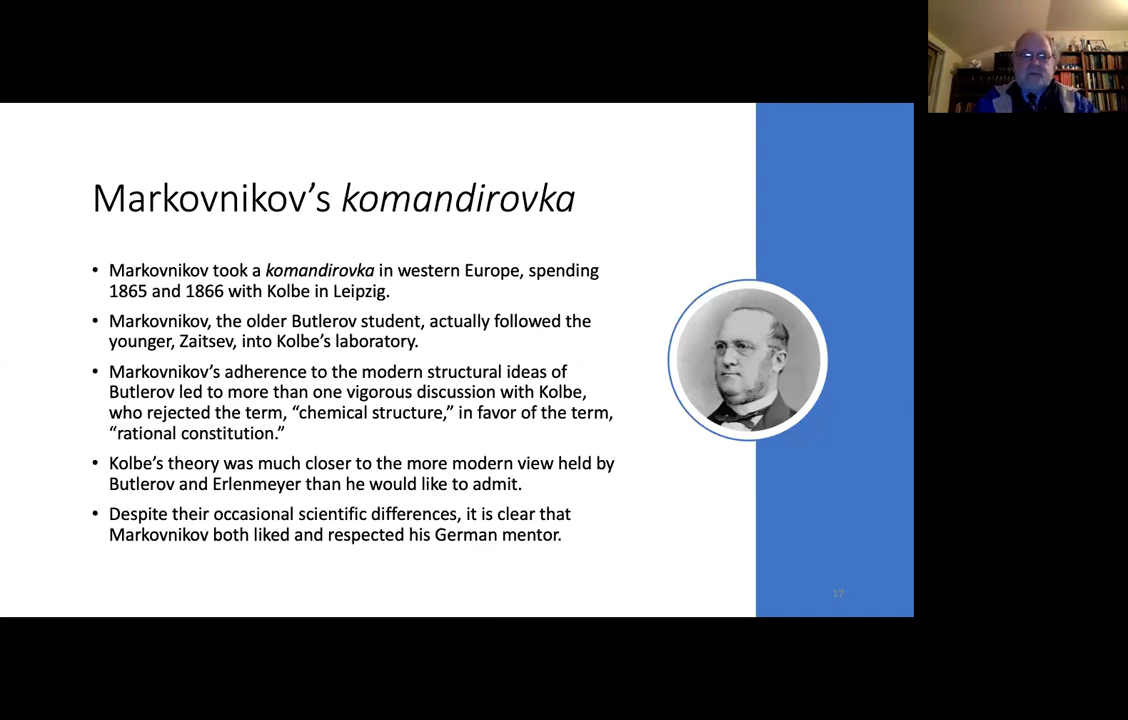 Markovnikov’s komandirovka
• Markovnikov took a komandirovka in western Europe, spending
1865 and 1866 with Kolbe in Leipzig.
• Markovnikov, the older Butlerov student, actually followed the
younger, Zaitsev, into Kolbe’s laboratory.
• Markovnikov’s adherence to the modern structural ideas of
Butlerov led to more than one vigorous discussion with Kolbe,
who rejected the term, “chemical structure,” in favor of the term,
“rational constitution.”
• Kolbe’s theory was much closer to the more modern view held by
Butlerov and Erlenmeyer than he would like to admit.
• Despite their occasional scientific differences, it is clear that
Markovnikov both liked and respected his German mentor.
17